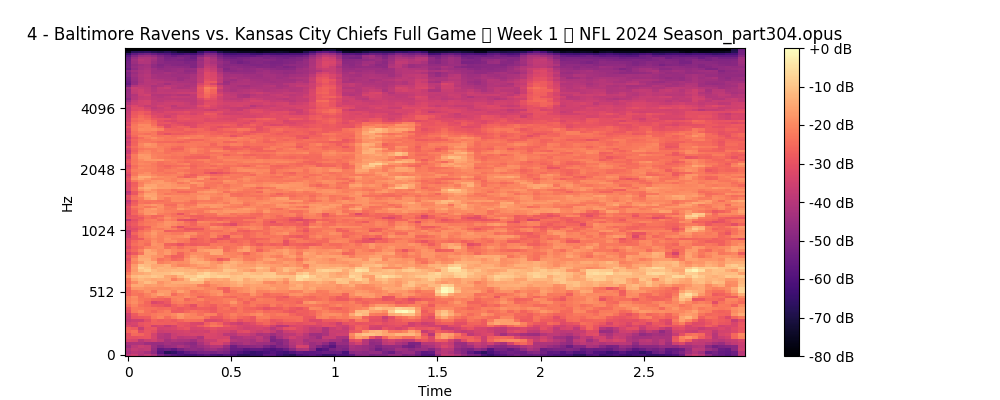 4 - Baltimore Ravens vs. Kansas City Chiefs Full Game ▯ Week 1 ▯ NFL 2024 Season_part304.opus
+0 dB
-10 dB
-20 dB
-30 dB
-40 dB
-50 dB
-60 dB
-70 dB
-80 dB
4096
2048
1024
512
0
Hz
0
0.5
1
1.5
2
2.5
Time